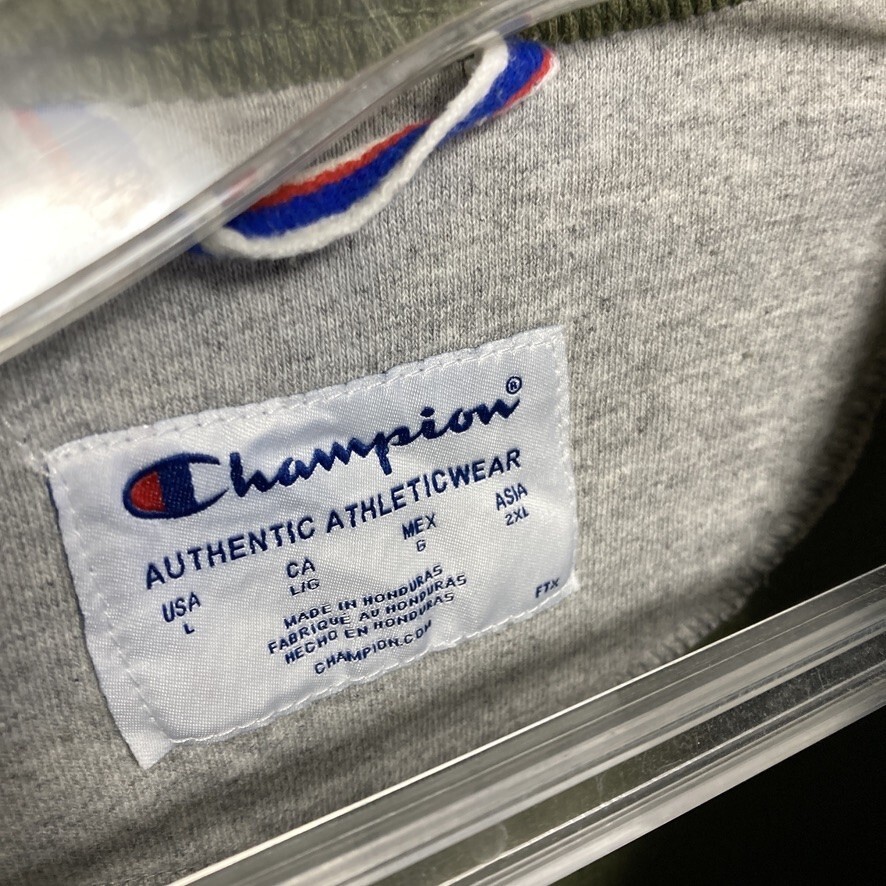 Champion®
AUTHENTIC ATHLETICWEAR
USA CA MEX ASIA
L L/G G 2XL
MADE IN HONDURAS
FABRIQUE AU HONDURAS
HECHO EN HONDURAS
CHAMPION.COM
FTX